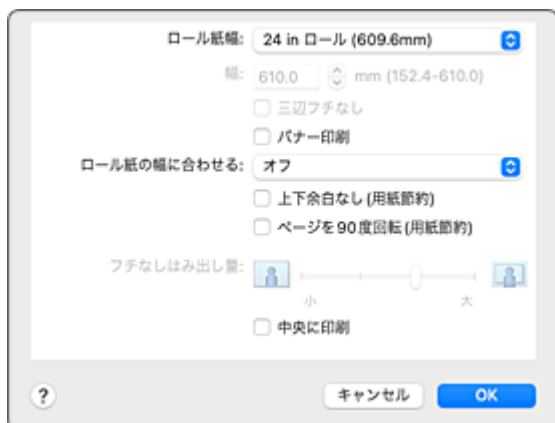 ロール紙幅: 24 in ロール (609.6mm)
幅: 610.0 mm (152.4-610.0)
三辺フチなし
バナー印刷
ロール紙の幅に合わせる: オフ
上下余白なし(用紙節約)
ページを90度回転(用紙節約)
フチなしはみ出し量:
小 大
中央に印刷
? キャンセル OK